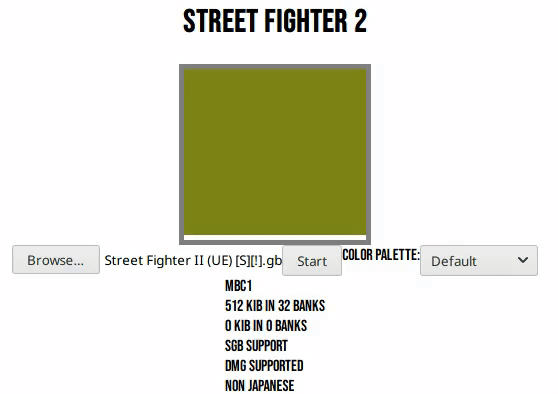 STREET FIGHTER 2
Browse... Street Fighter II (UE) [S][!].gb Start COLOR PALETTE: Default
MBC1
512 KIB IN 32 BANKS
0 KIB IN 0 BANKS
SGB SUPPORT
DMG SUPPORTED
NON JAPANESE